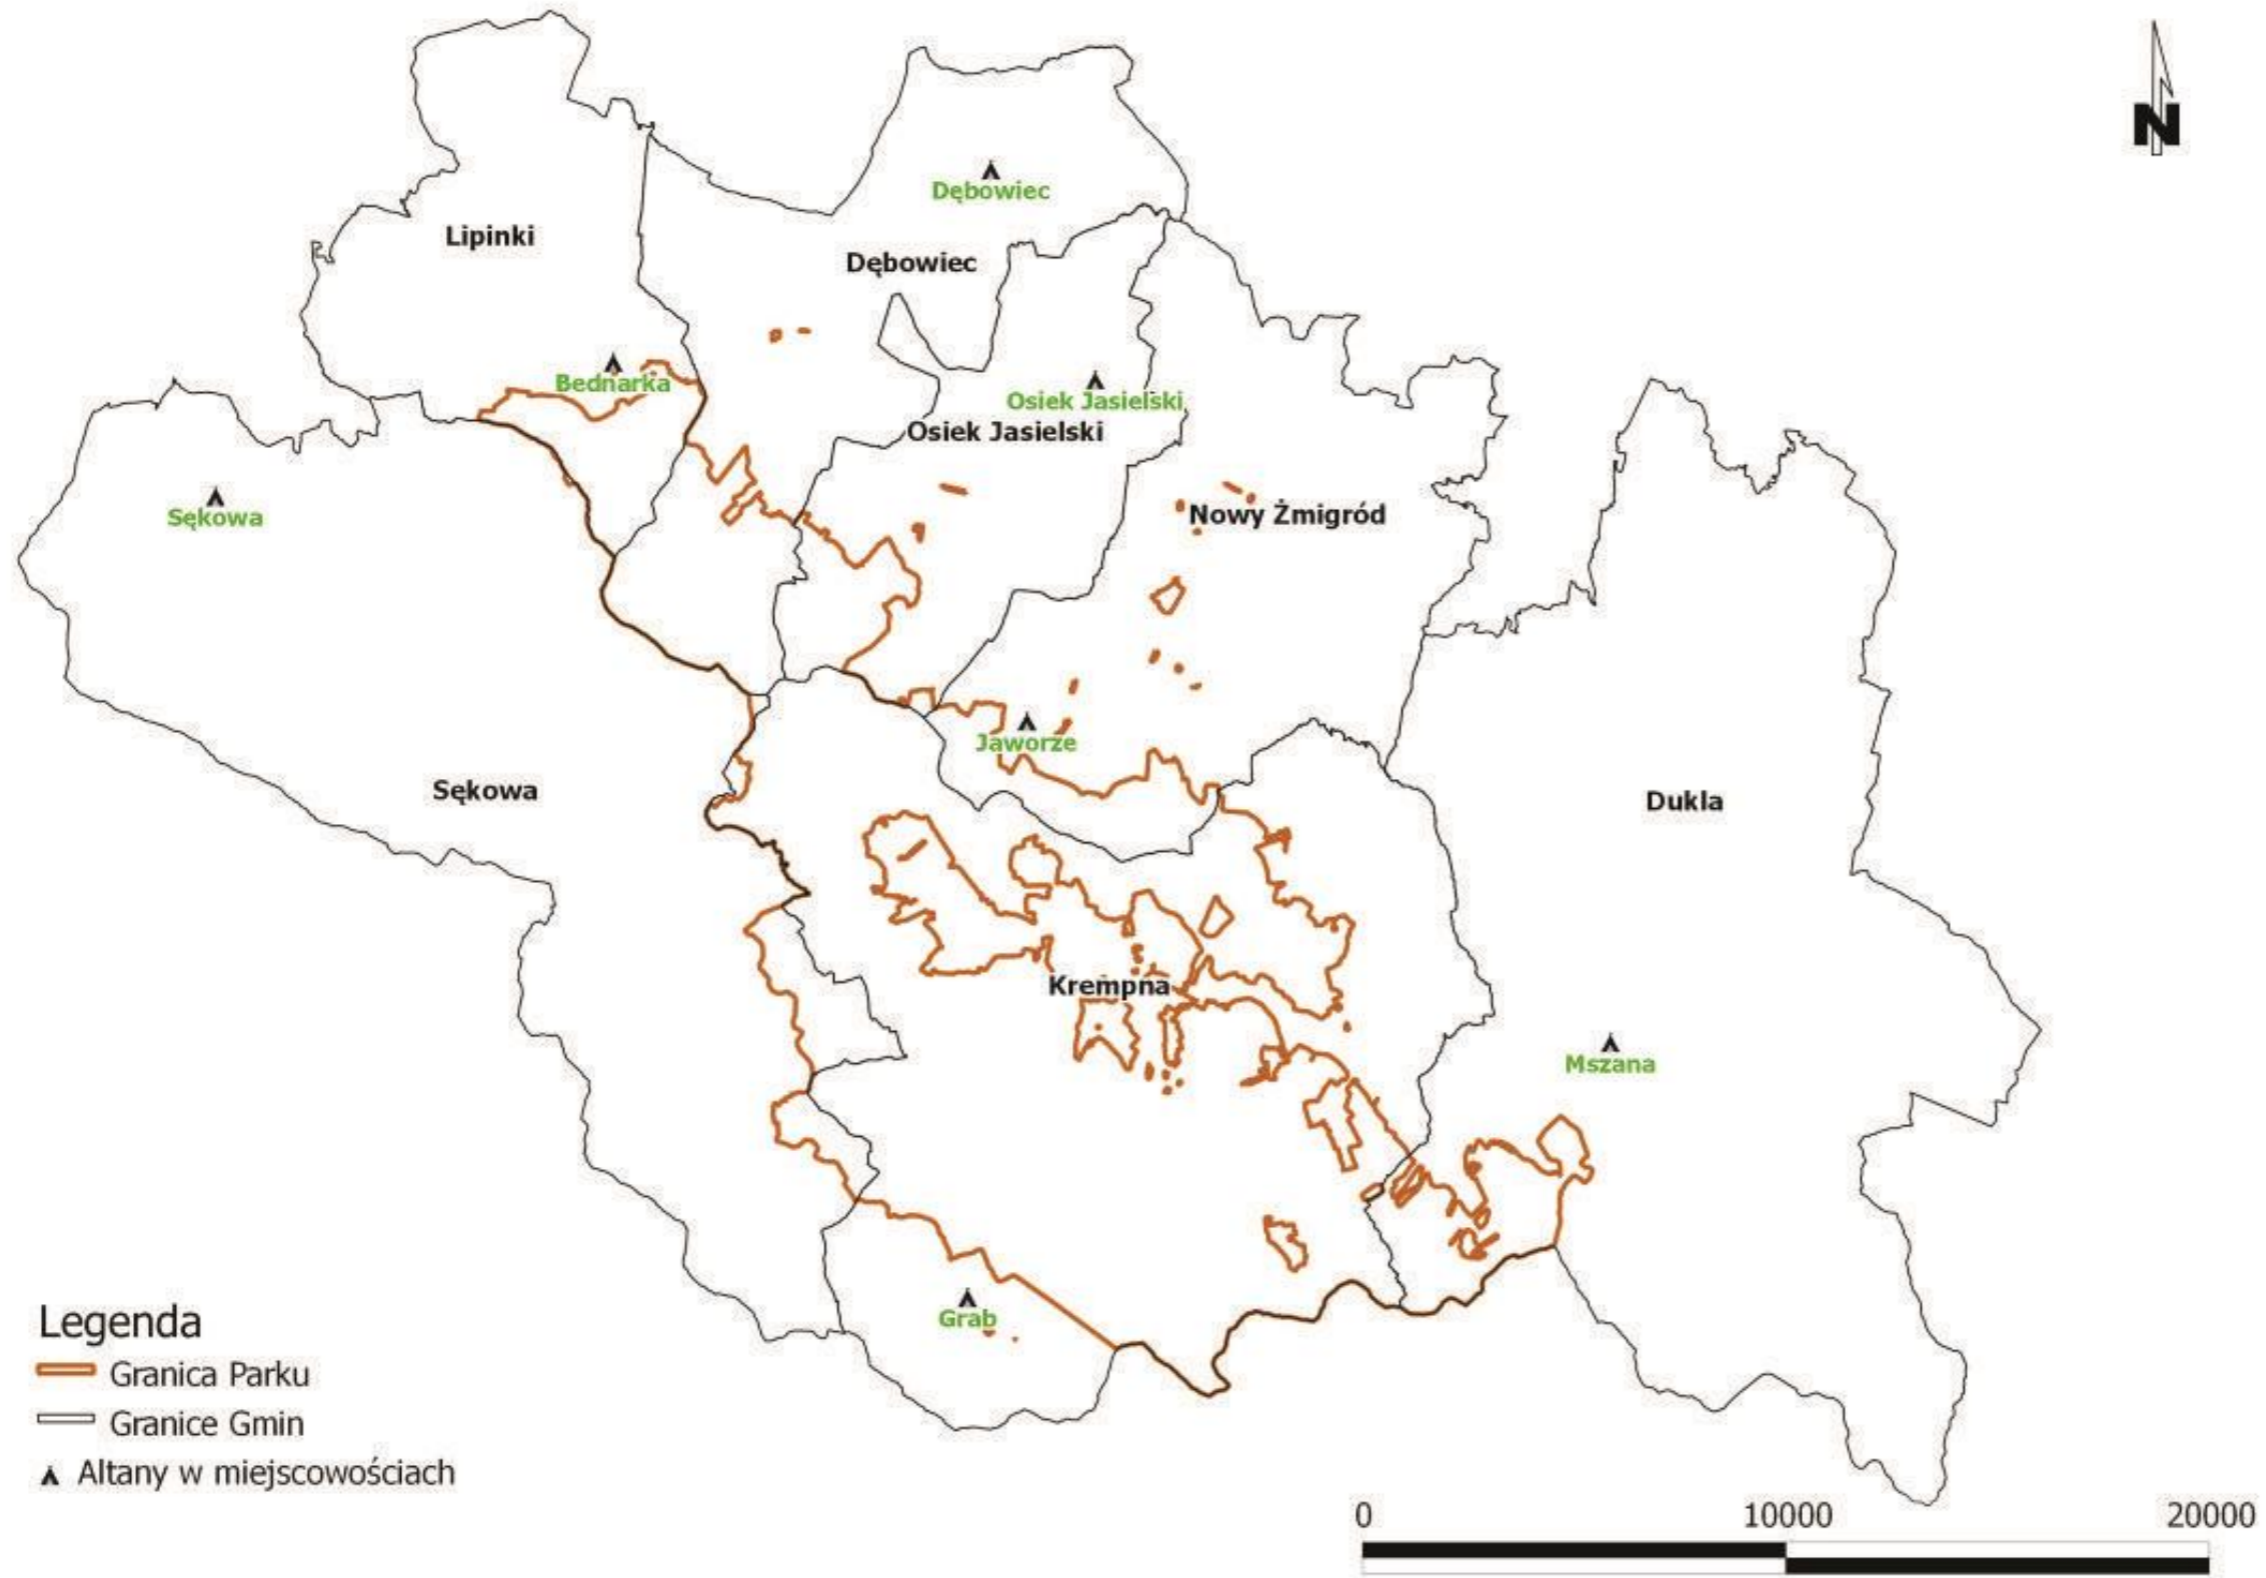 N
Dębowiec
Lipinki
Dębowiec
Bednarka
Osiek Jasielski
Osiek Jasielski
Sękowa
Nowy Żmigród
Jaworze
Sękowa
Dukla
Krempna
Mszana
Grab
Legenda
Granica Parku
Granice Gmin
Altany w miejscowościach
0 10000 20000